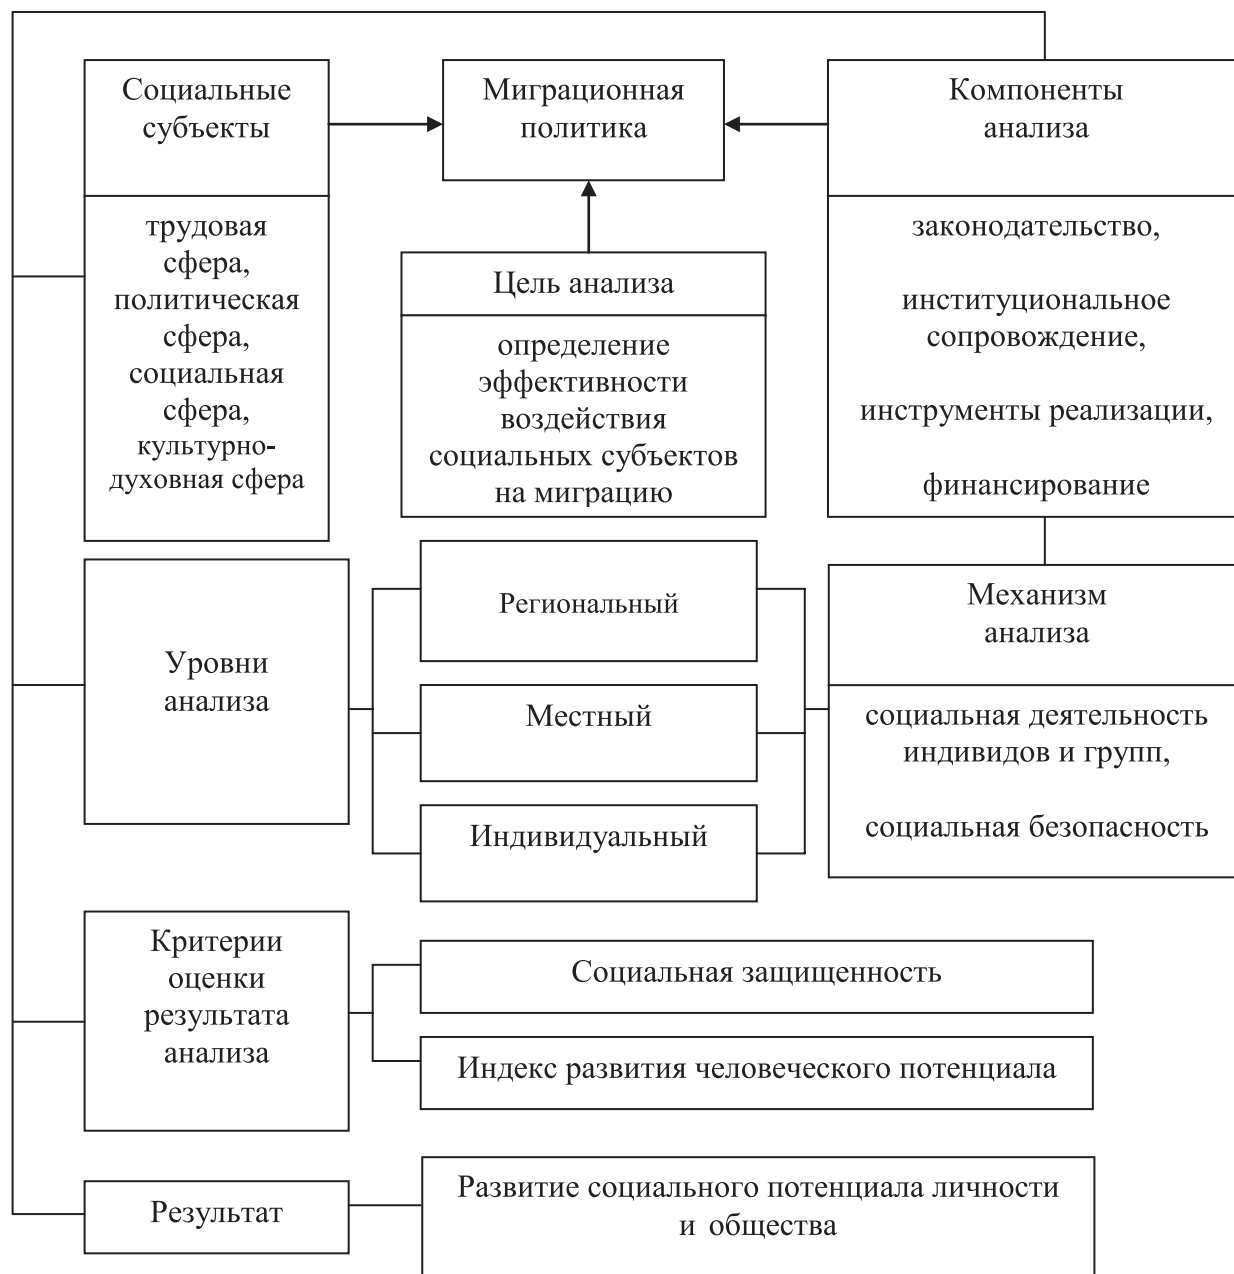 Социальные
субъекты
трудовая
сфера,
политическая
сфера,
социальная
сфера,
культурно-
духовная сфера
Миграционная
политика
Цель анализа
определение
эффективности
воздействия
социальных субъектов
на миграцию
Компоненты
анализа
законодательство,
институциональное
сопровождение,
инструменты реализации,
финансирование
Уровни
анализа
Региональный
Местный
Индивидуальный
Механизм
анализа
социальная деятельность
индивидов и групп,
социальная безопасность
Критерии
оценки
результата
анализа
Социальная защищенность
Индекс развития человеческого потенциала
Результат
Развитие социального потенциала личности
и общества